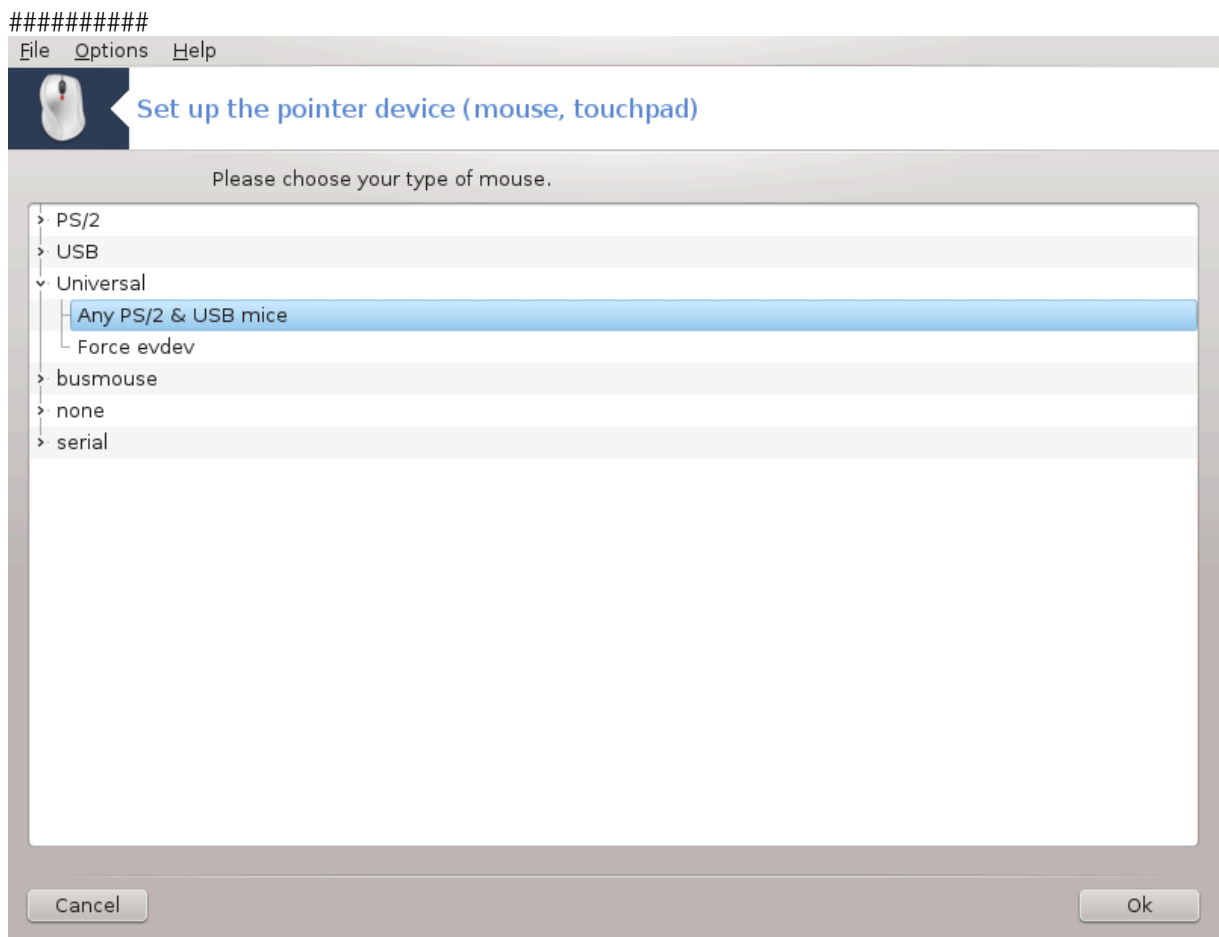 ##########
File Options Help
Set up the pointer device (mouse, touchpad)
Please choose your type of mouse.
PS/2
USB
Universal
Any PS/2 & USB mice
Force evdev
busmouse
none
serial
Cancel Ok